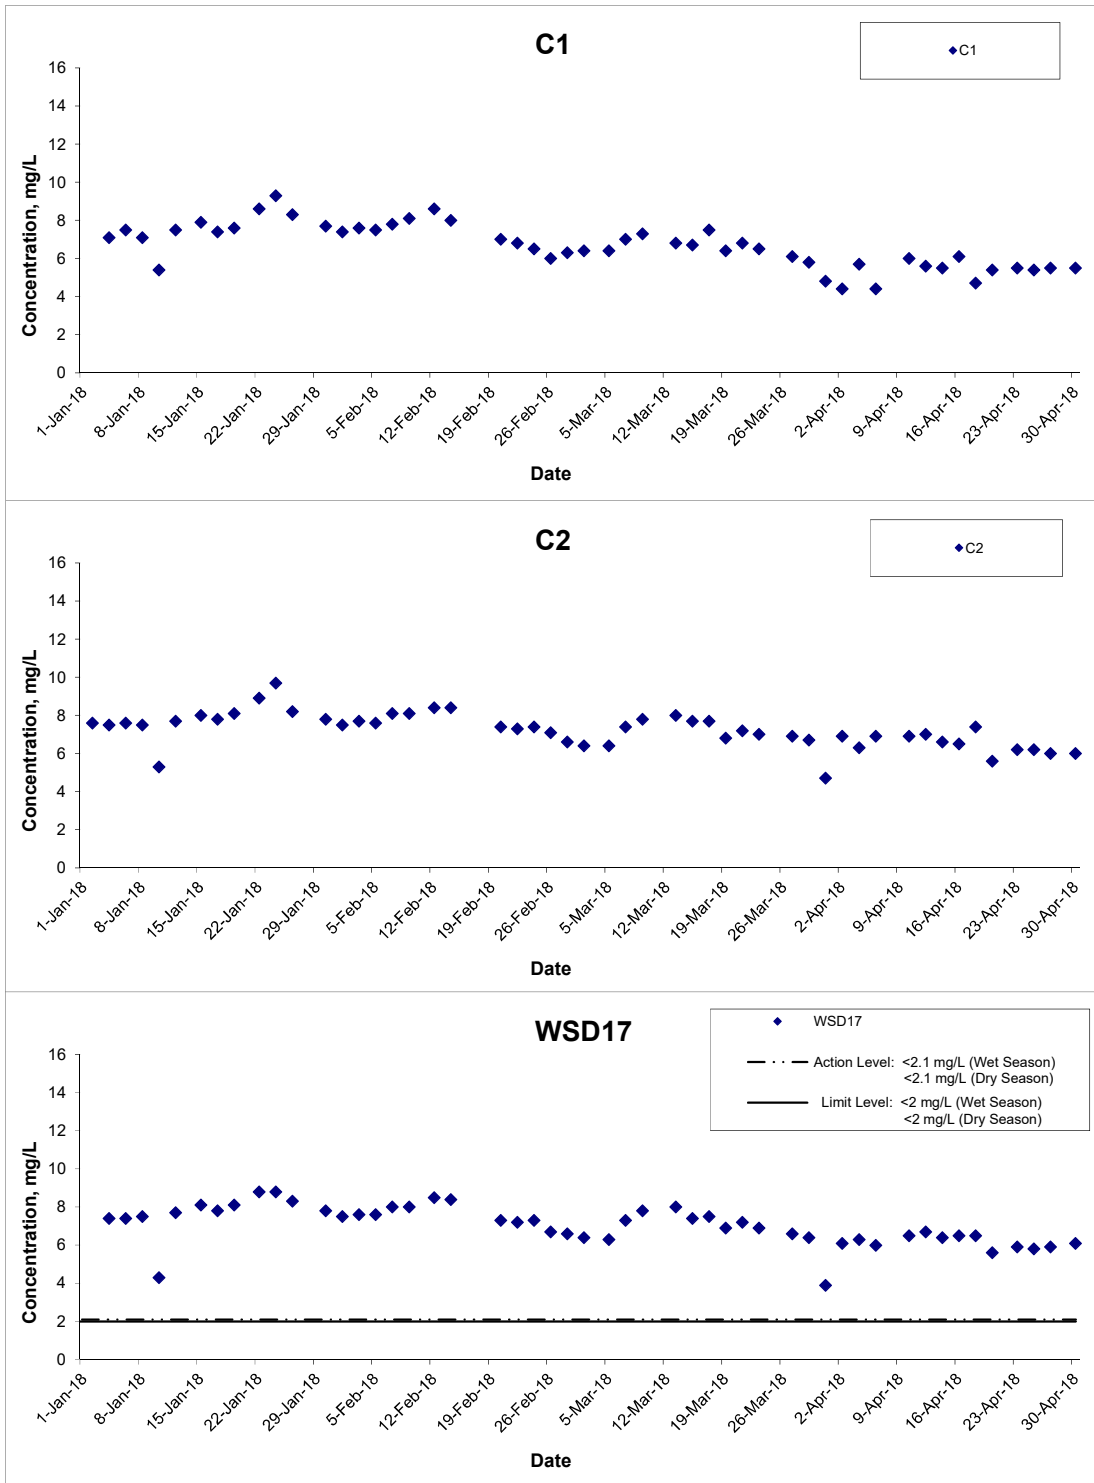 C1
C1
16
14
12
10
8
6
4
2
0
Concentration, mg/L
1-Jan-18
8-Jan-18
15-Jan-18
22-Jan-18
29-Jan-18
5-Feb-18
12-Feb-18
19-Feb-18
26-Feb-18
5-Mar-18
12-Mar-18
19-Mar-18
26-Mar-18
2-Apr-18
9-Apr-18
16-Apr-18
23-Apr-18
30-Apr-18
Date
C2
C2
16
14
12
10
8
6
4
2
0
Concentration, mg/L
1-Jan-18
8-Jan-18
15-Jan-18
22-Jan-18
29-Jan-18
5-Feb-18
12-Feb-18
19-Feb-18
26-Feb-18
5-Mar-18
12-Mar-18
19-Mar-18
26-Mar-18
2-Apr-18
9-Apr-18
16-Apr-18
23-Apr-18
30-Apr-18
Date
WSD17
WSD17
Action Level: <2.1 mg/L (Wet Season)
<2.1 mg/L (Dry Season)
Limit Level: <2 mg/L (Wet Season)
<2 mg/L (Dry Season)
16
14
12
10
8
6
4
2
0
Concentration, mg/L
1-Jan-18
8-Jan-18
15-Jan-18
22-Jan-18
29-Jan-18
5-Feb-18
12-Feb-18
19-Feb-18
26-Feb-18
5-Mar-18
12-Mar-18
19-Mar-18
26-Mar-18
2-Apr-18
9-Apr-18
16-Apr-18
23-Apr-18
30-Apr-18
Date